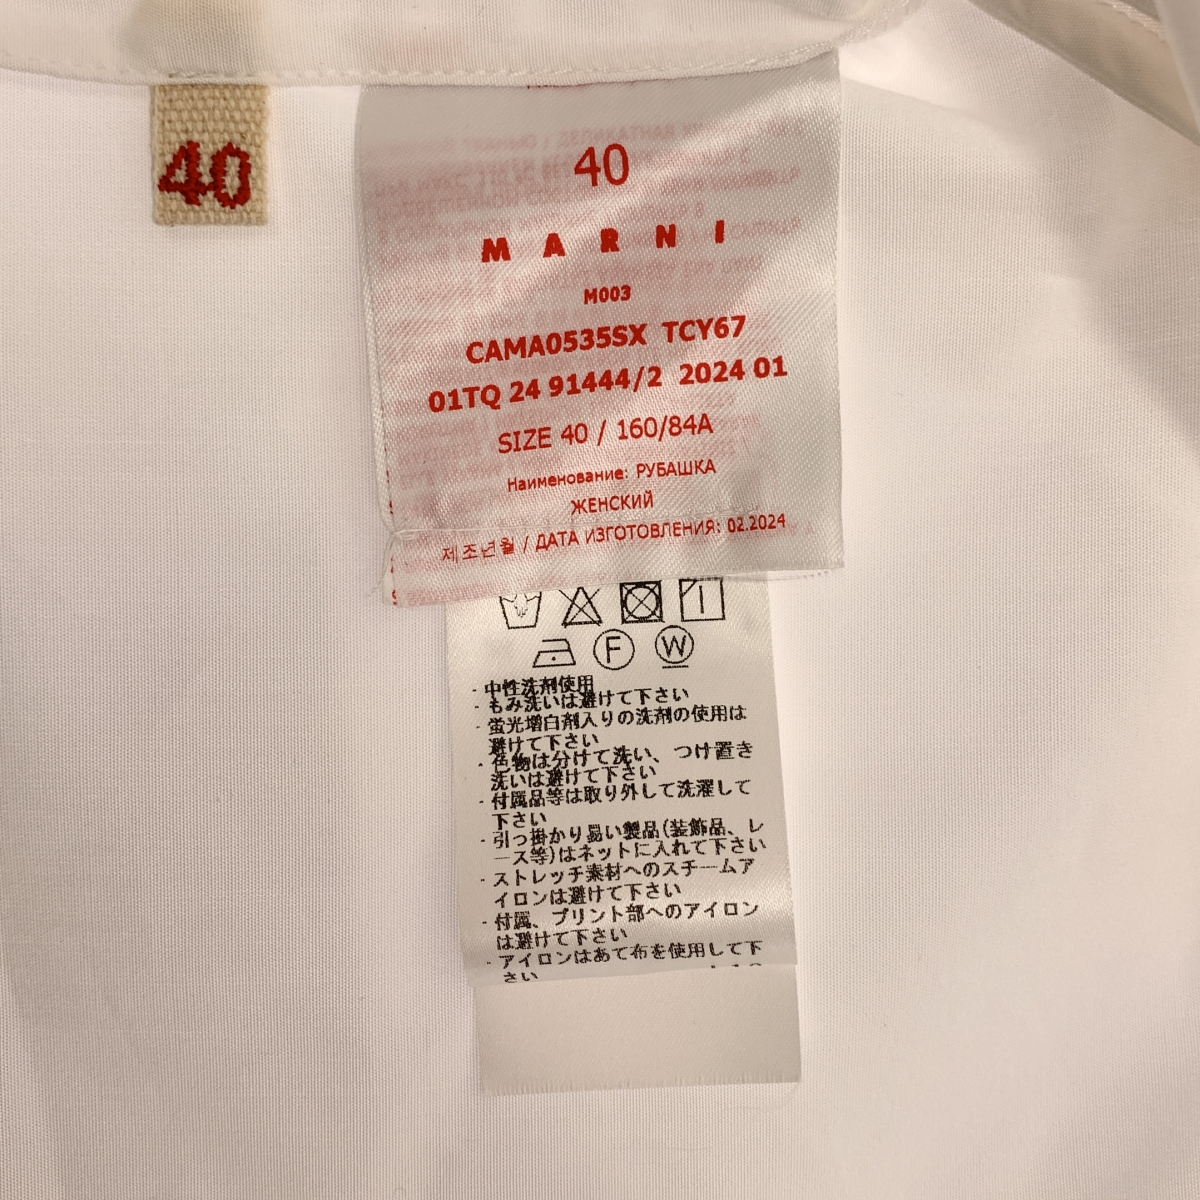 40
40
MARNI
M003
CAMA0535SX TCY67
01TQ 24 91444/2 2024 01
SIZE 40 / 160/84A
Наименование: РУБАШКА
ЖЕНСКИЙ
제조년월 / ДАТА ИЗГОТОВЛЕНИЯ: 02.2024
F W
- 中性洗剤使用
- もみ洗いは避けて下さい
- 蛍光増白剤入りの洗剤の使用は
避けて下さい
- 色物は分けて洗い、つけ置き
洗いは避けて下さい
- 付属品等は取り外して洗濯して
下さい
- 引っ掛かり易い製品(装飾品、レ
ース等)はネットに入れて下さい
- ストレッチ素材へのスチームア
イロンは避けて下さい
- 付属、プリント部へのアイロン
は避けて下さい
- アイロンはあて布を使用して下
さい